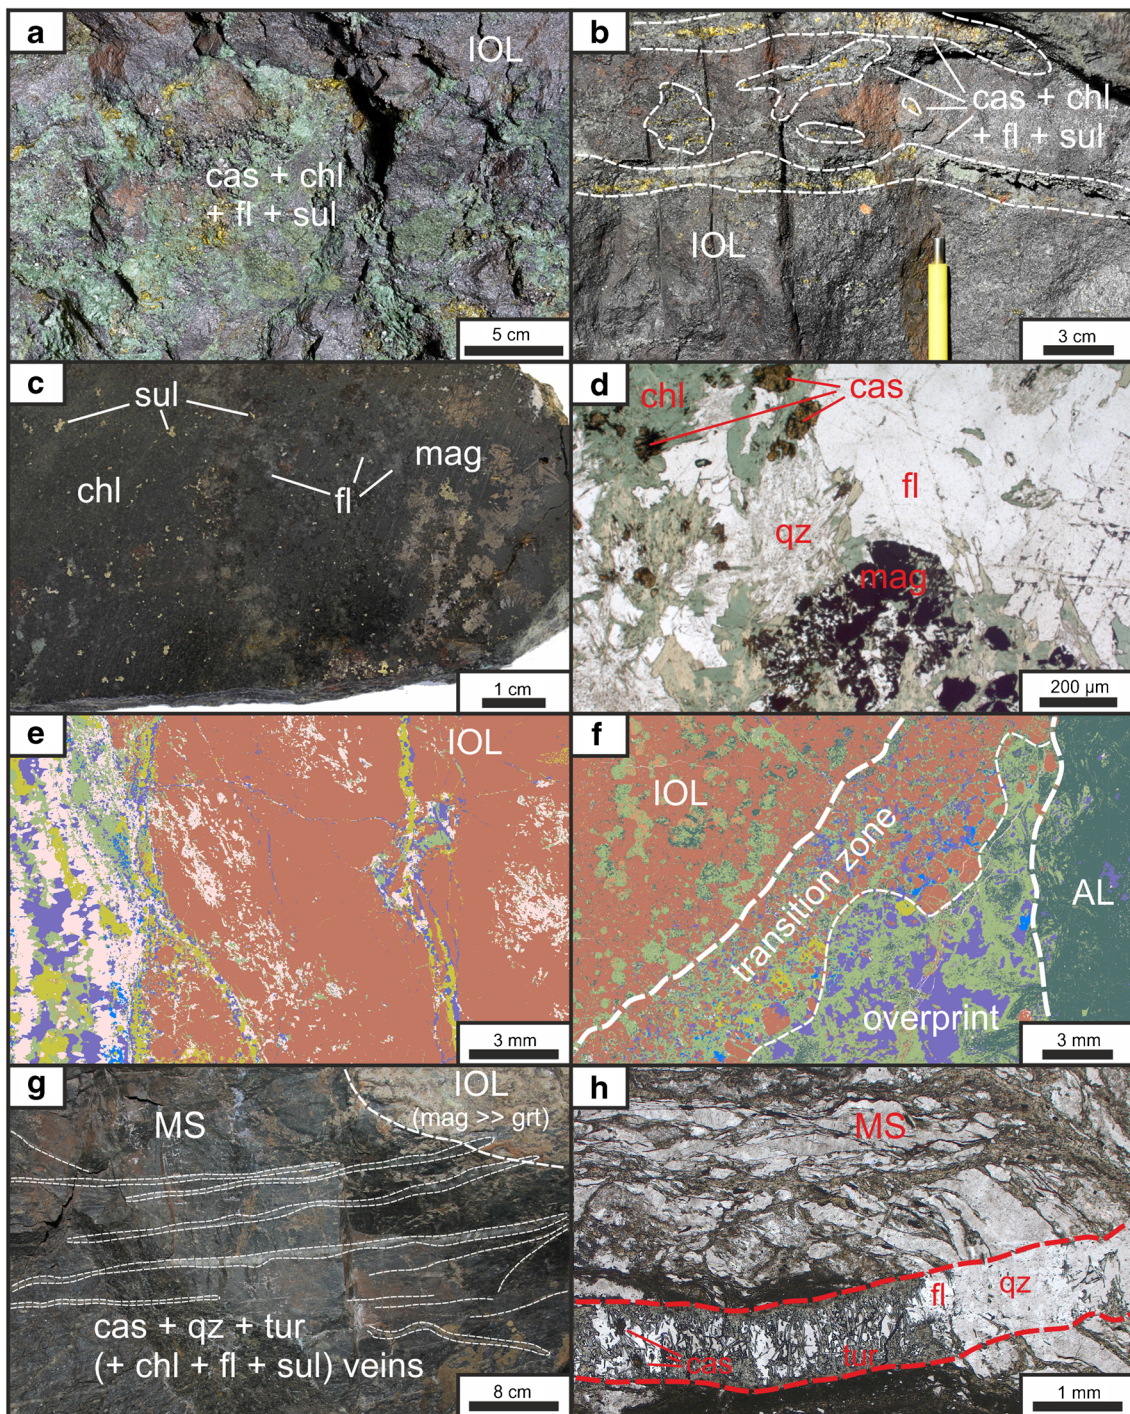 a
IOL
cas + chl
+ fl + sul
5 cm
b
cas + chl
+ fl + sul
IOL
3 cm
c
sul
chl
fl
mag
1 cm
d
chl
cas
fl
qz
mag
200 µm
e
IOL
3 mm
f
IOL
transition zone
AL
overprint
3 mm
g
IOL
(mag >> grt)
MS
cas + qz + tur
(+ chl + fl + sul) veins
8 cm
h
MS
fl
qz
cas
tur
1 mm